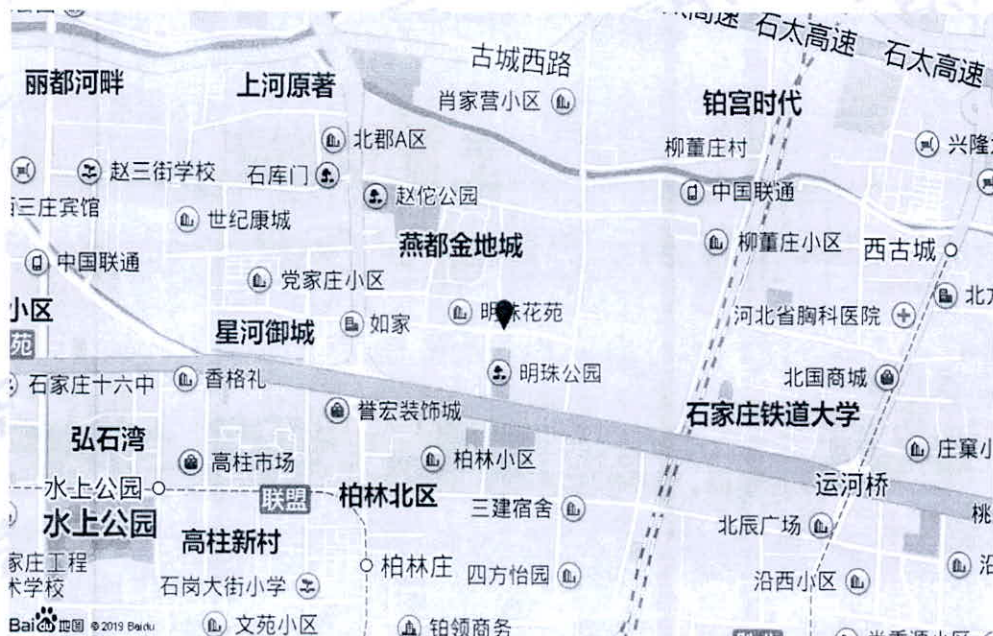 石太高速
石太高速
古城西路
丽都河畔
上河原著
肖家营小区
铂宫时代
北郡A区
柳董庄村
兴隆
赵三街学校
石库门
赵佗公园
中国联通
三庄宾馆
世纪康城
燕都金地城
柳董庄小区
西古城
中国联通
党家庄小区
北方
小区
明珠花苑
河北省胸科医院
星河御城
如家
苑
石家庄十六中
香格礼
明珠公园
北国商城
誉宏装饰城
石家庄铁道大学
弘石湾
高柱市场
柏林小区
庄窠小
水上公园
联盟
柏林北区
运河桥
水上公园
三建宿舍
北辰广场
桃
高柱新村
家庄工程
术学校
石岗大街小学
柏林庄
四方怡园
沿西小区
沿
Bai du 地图 © 2019 Baidu
文苑小区
铂领商务